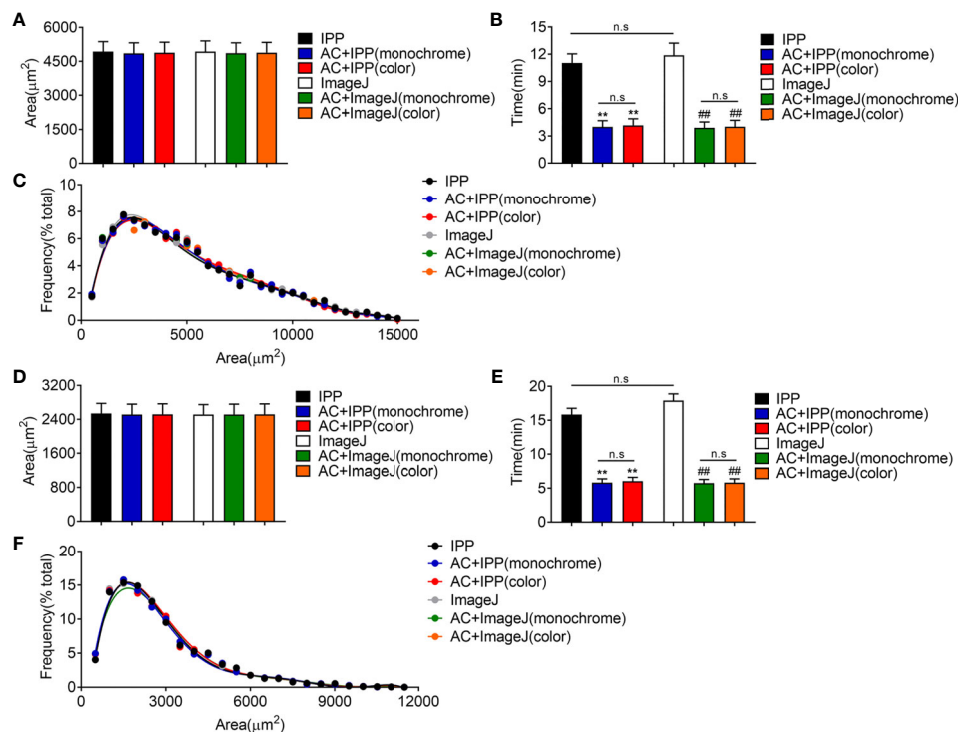 A
Area(μm²)
6000
4500
3000
1500
0
IPP
AC+IPP(monochrome)
AC+IPP(color)
ImageJ
AC+ImageJ(monochrome)
AC+ImageJ(color)
B
Time(min)
15
12
9
6
3
0
n.s
n.s
n.s
** ** ## ##
IPP
AC+IPP(monochrome)
AC+IPP(color)
ImageJ
AC+ImageJ(monochrome)
AC+ImageJ(color)
C
Frequency(% total)
10
8
6
4
2
0
0 5000 10000 15000
Area(μm²)
IPP
AC+IPP(monochrome)
AC+IPP(color)
ImageJ
AC+ImageJ(monochrome)
AC+ImageJ(color)
D
Area(μm²)
3200
2400
1600
800
0
IPP
AC+IPP(monochrome)
AC+IPP(color)
ImageJ
AC+ImageJ(monochrome)
AC+ImageJ(color)
E
Time(min)
20
15
10
5
0
n.s
n.s
n.s
** ** ## ##
IPP
AC+IPP(monochrome)
AC+IPP(color)
ImageJ
AC+ImageJ(monochrome)
AC+ImageJ(color)
F
Frequency(% total)
20
15
10
5
0
0 3000 6000 9000 12000
Area(μm²)
IPP
AC+IPP(monochrome)
AC+IPP(color)
ImageJ
AC+ImageJ(monochrome)
AC+ImageJ(color)